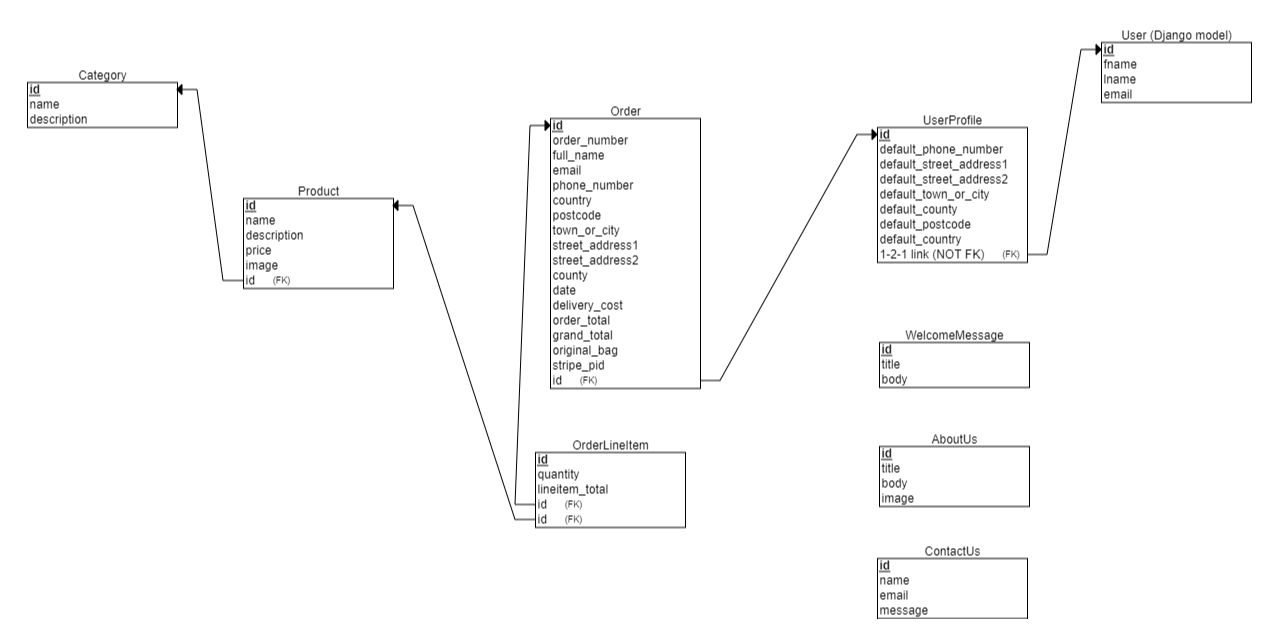 Category
id
name
description
Product
id
name
description
price
image
id (FK)
Order
id
order_number
full_name
email
phone_number
country
postcode
town_or_city
street_address1
street_address2
county
date
delivery_cost
order_total
grand_total
original_bag
stripe_pid
id (FK)
OrderLineItem
id
quantity
lineitem_total
id (FK)
id (FK)
UserProfile
id
default_phone_number
default_street_address1
default_street_address2
default_town_or_city
default_county
default_postcode
default_country
1-2-1 link (NOT FK) (FK)
User (Django model)
id
fname
lname
email
WelcomeMessage
id
title
body
AboutUs
id
title
body
image
ContactUs
id
name
email
message